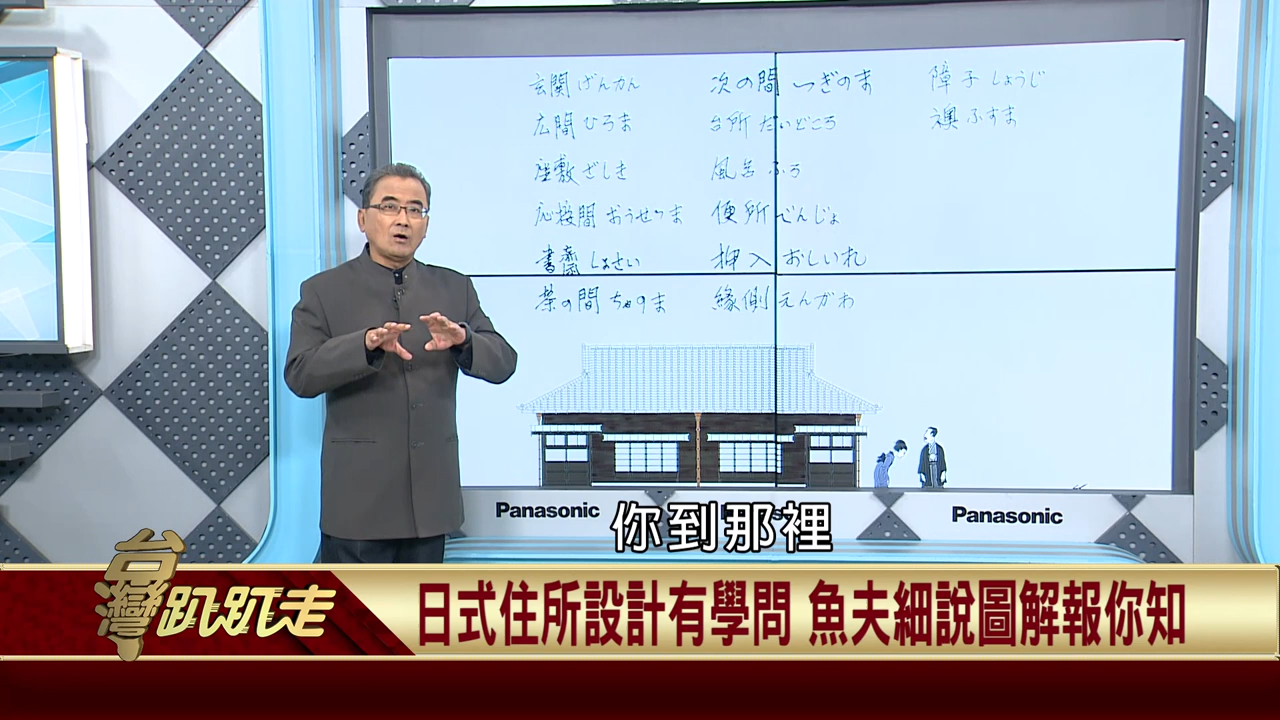 玄関 げんかん
広間 ひろま
座敷 ざしき
応接間 おうせつま
書斎 しょさい
茶の間 ちゃのま
次の間 つぎのま
台所 だいどころ
風呂 ふろ
便所 べんじょ
押入 おしいれ
縁側 えんがわ
障子 しょうじ
襖 ふすま
Panasonic
Panasonic
你到那裡
台灣趴趴走
日式住所設計有學問 魚夫細說圖解報你知